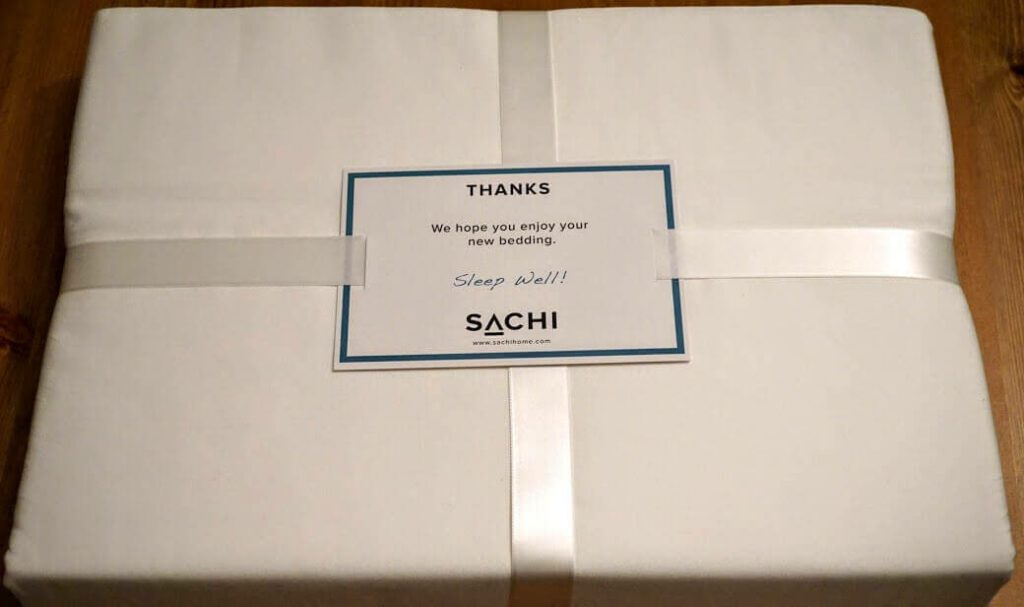 THANKS
We hope you enjoy your
new bedding.
Sleep Well!
SACHI
www.sachihome.com